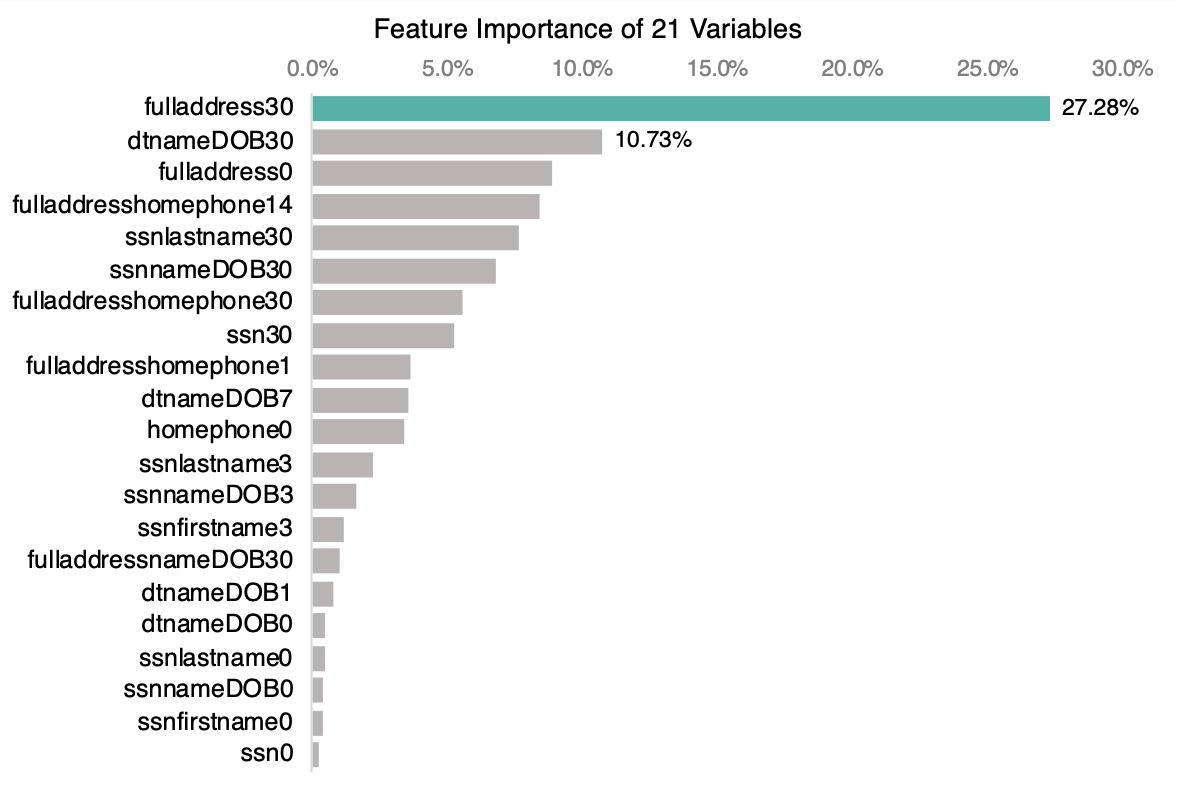 Feature Importance of 21 Variables
0.0% 5.0% 10.0% 15.0% 20.0% 25.0% 30.0%
fulladdress30 27.28%
dtnameDOB30 10.73%
fulladdress0
fulladdresshomephone14
ssnlastname30
ssnnameDOB30
fulladdresshomephone30
ssn30
fulladdresshomephone1
dtnameDOB7
homephone0
ssnlastname3
ssnnameDOB3
ssnfirstname3
fulladdressnameDOB30
dtnameDOB1
dtnameDOB0
ssnlastname0
ssnnameDOB0
ssnfirstname0
ssn0